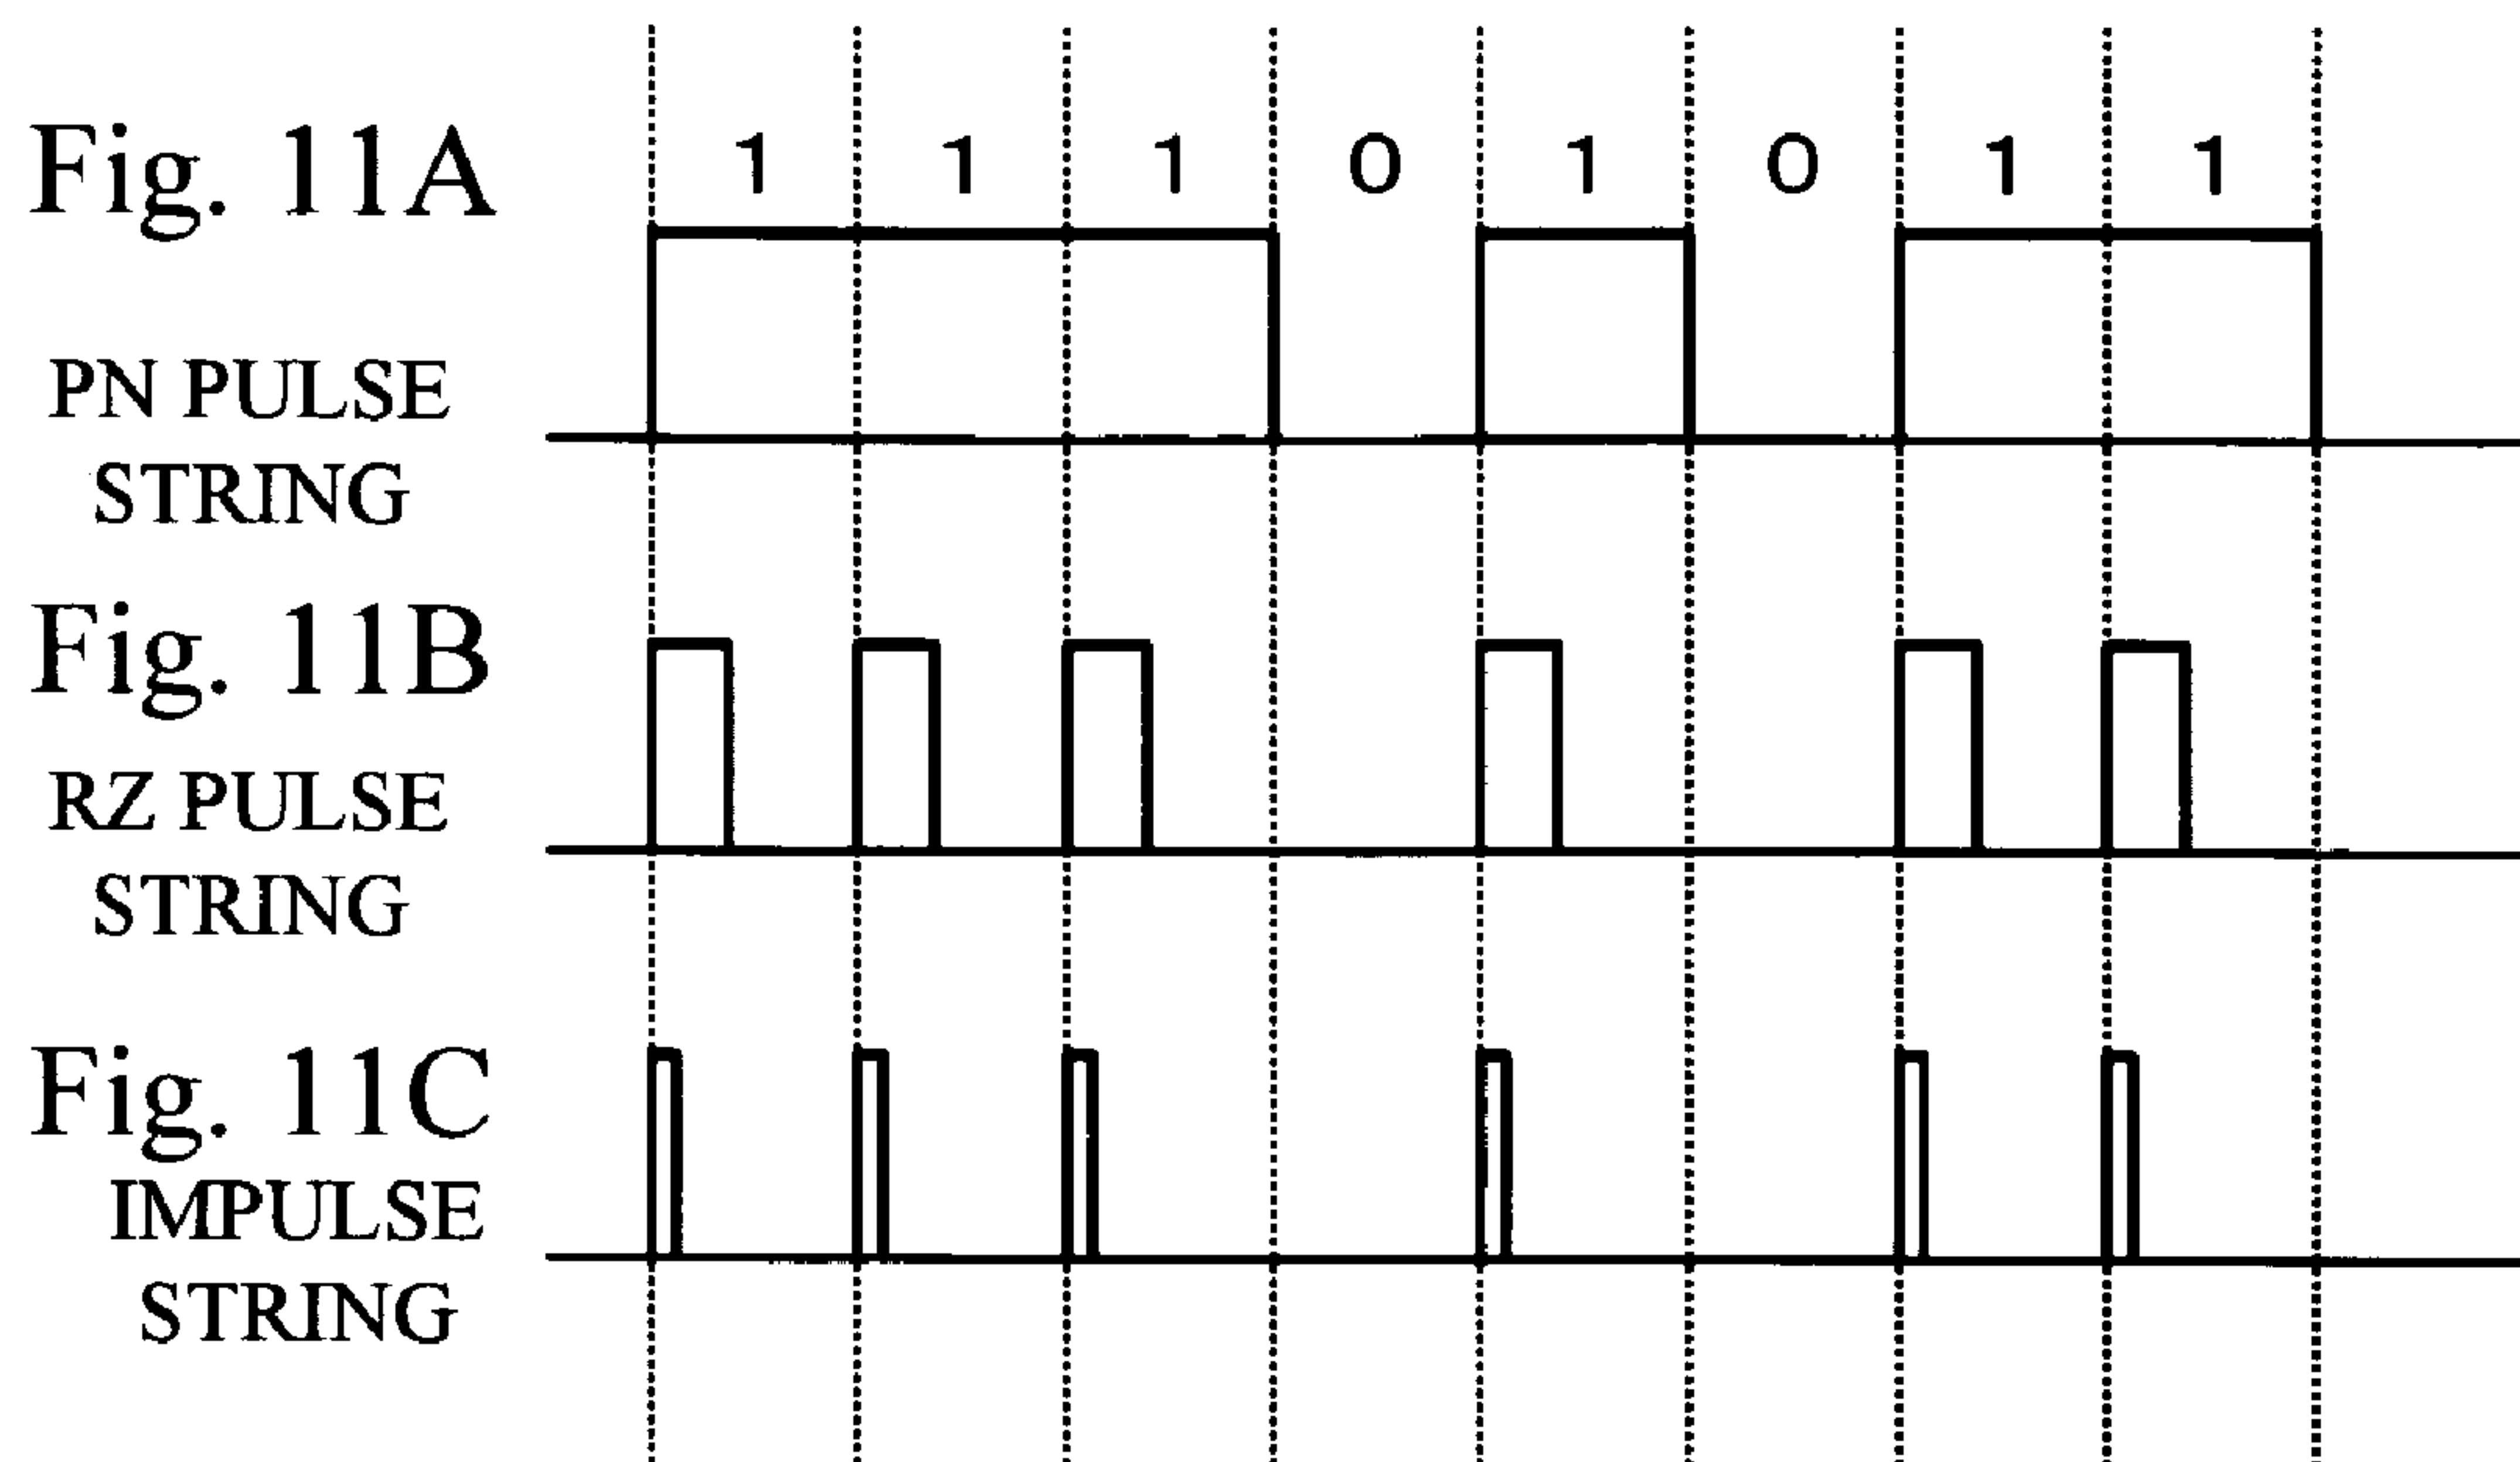 Fig. 11A
1 1 1 0 1 0 1 1
PN PULSE
STRING
Fig. 11B
RZ PULSE
STRING
Fig. 11C
IMPULSE
STRING